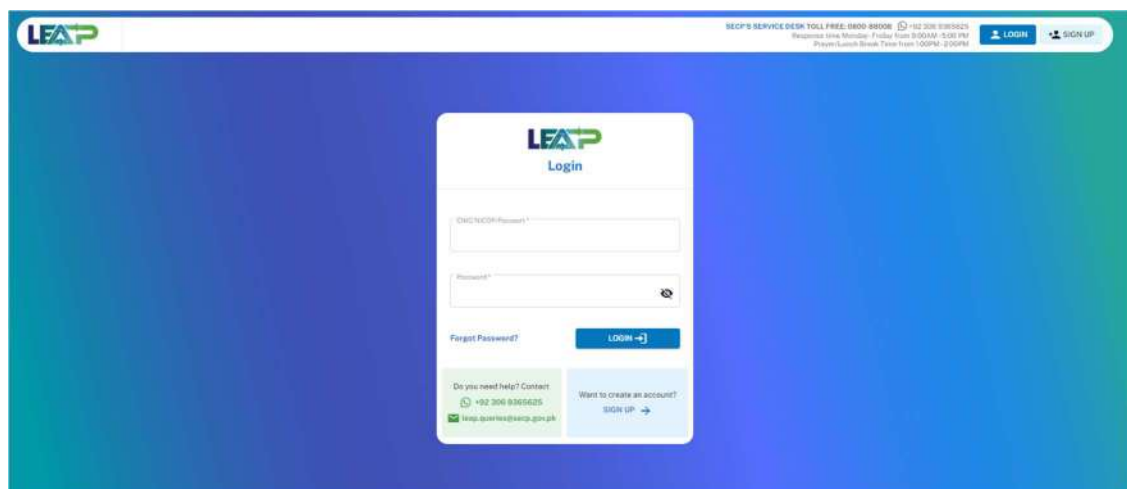 LEAP
SECP'S SERVICE DESK TOLL FREE: 0800-88008 +92 306 9365625
Response time Monday-Friday from 9:00AM-5:00 PM
Prayer/Lunch Break Time from 1:00PM-2:00PM
LOGIN
SIGN UP
LEAP
Login
CNIC/NICOP/Passport *
Password *
Forgot Password?
LOGIN
Do you need help? Contact
+92 306 9365625
leap.queries@secp.gov.pk
Want to create an account?
SIGN UP